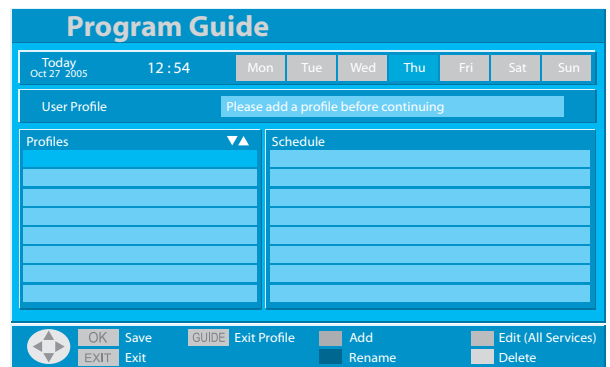 Program Guide
Today
Oct 27 2005
12:54
Mon Tue Wed Thu Fri Sat Sun
User Profile Please add a profile before continuing
Profiles Schedule
OK Save GUIDE Exit Profile Add Edit (All Services)
EXIT Exit Rename Delete